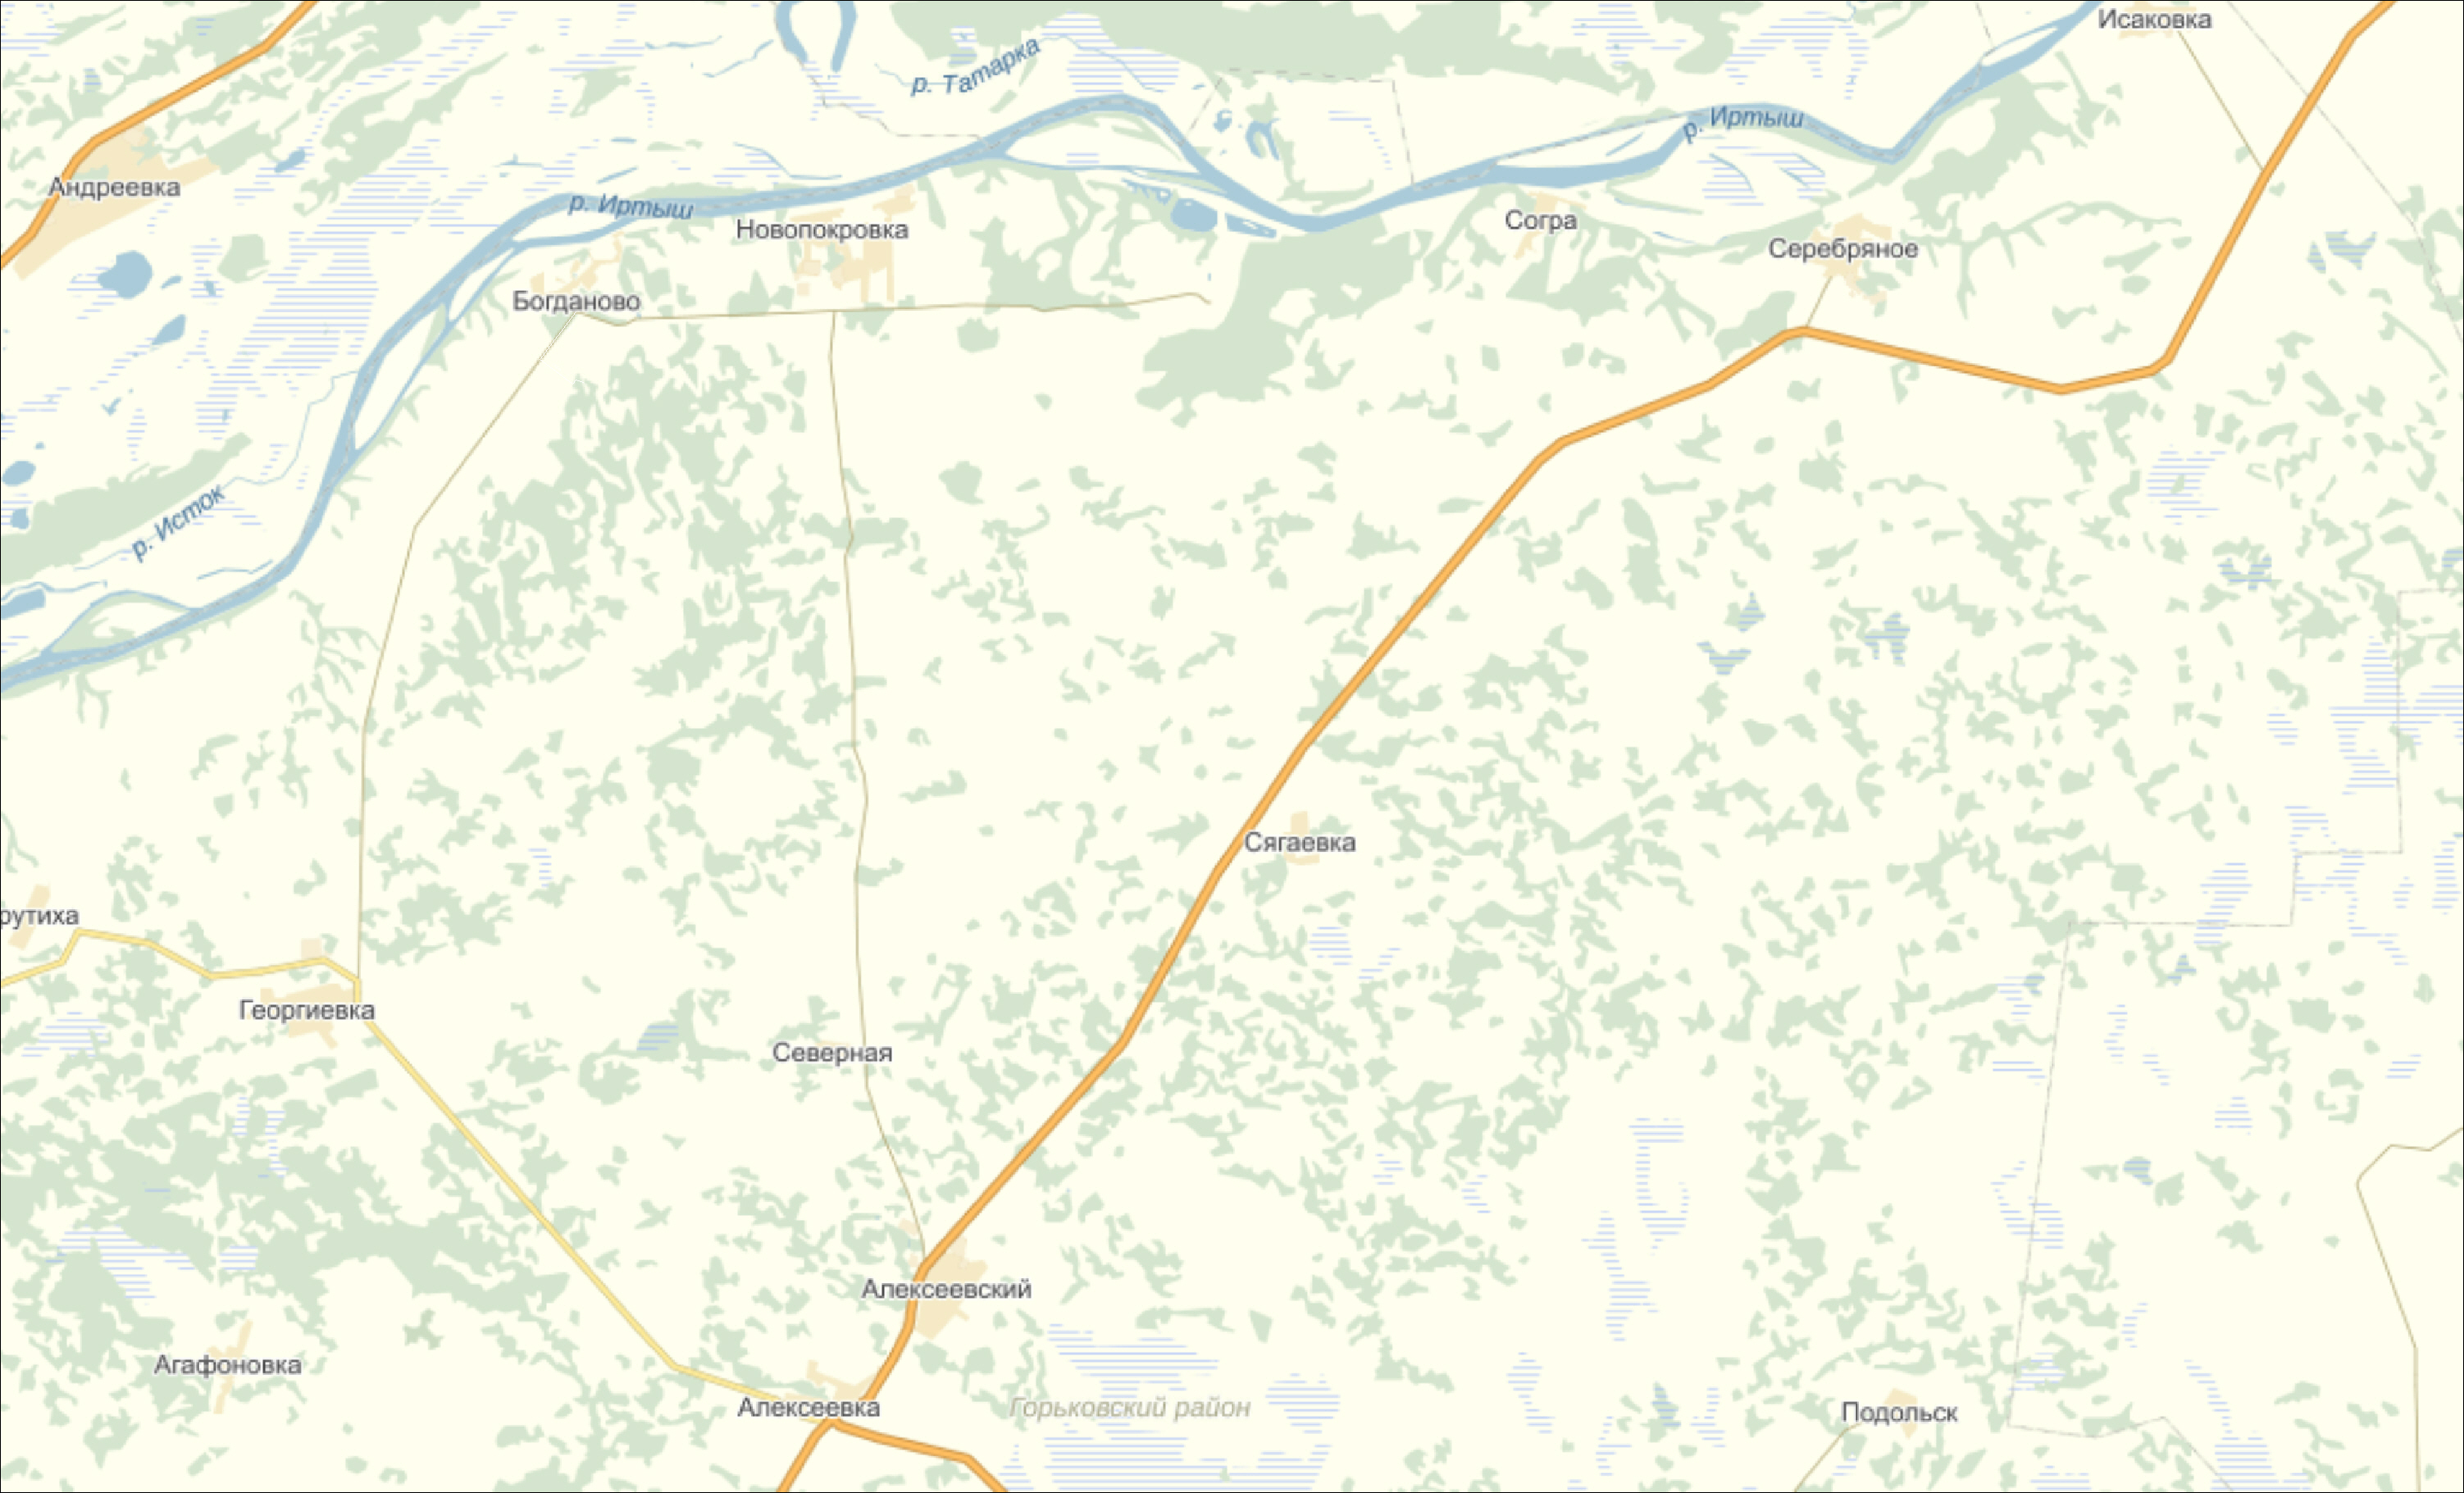 Исаковка
р. Татарка
р. Иртыш
Андреевка
р. Иртыш
Новопокровка
Согра
Серебряное
Богданово
р. Исток
Сягаевка
рутиха
Георгиевка
Северная
Алексеевский
Агафоновка
Алексеевка
Горьковский район
Подольск